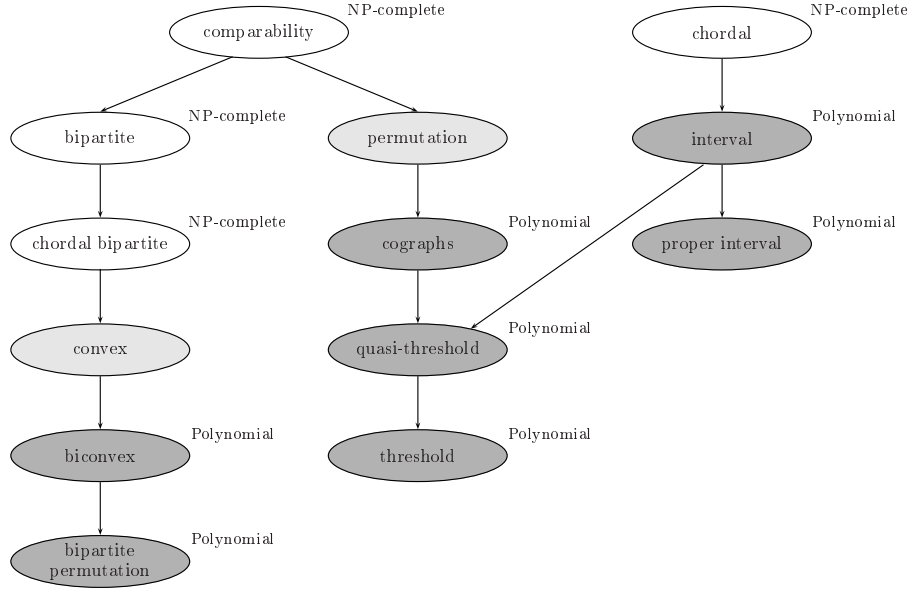 NP-complete
comparability
NP-complete
chordal
NP-complete
bipartite
permutation
Polynomial
interval
NP-complete
chordal bipartite
Polynomial
cographs
Polynomial
proper interval
convex
Polynomial
quasi-threshold
Polynomial
biconvex
Polynomial
threshold
Polynomial
bipartite
permutation